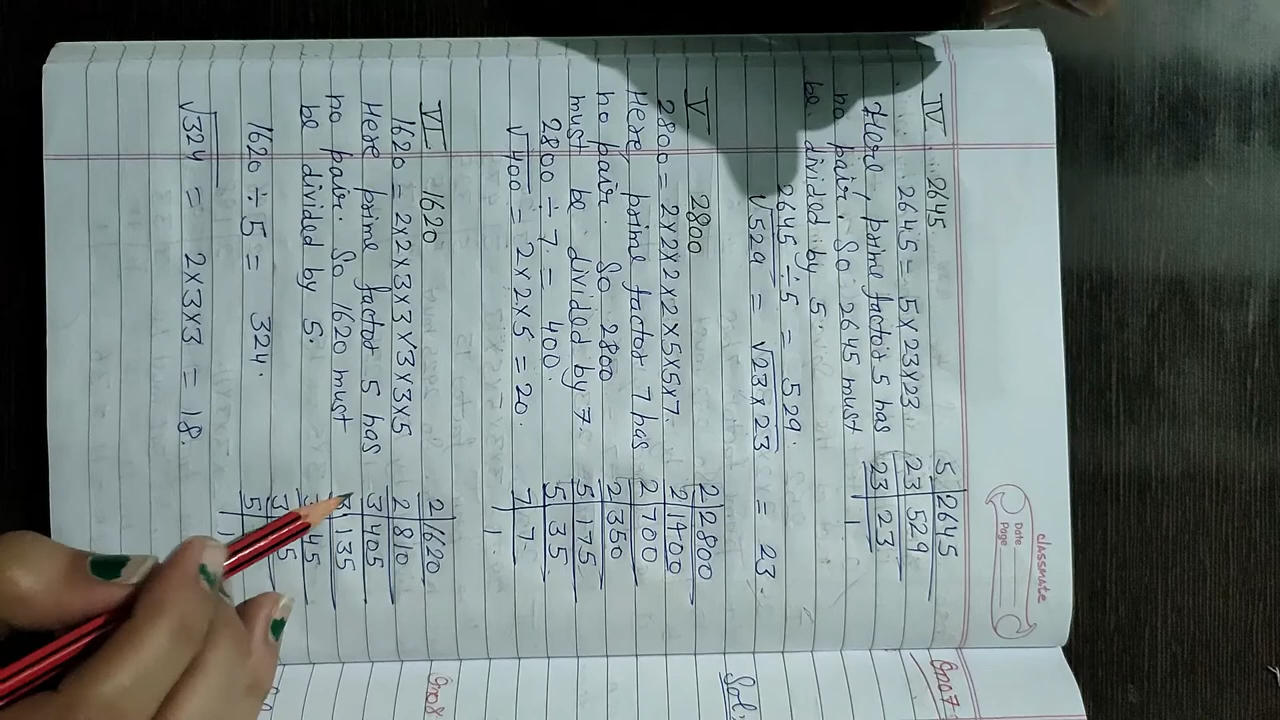 classmate
Date
Page
IV 2645
2645 = 5×23×23
Here, prime factor 5 has
no pair. So 2645 must
be divided by 5.
2645 ÷ 5 = 529.
√529 = √23×23 = 23.
5 2645
23 529
23 23
1
V 2800
2800 = 2×2×2×2×5×5×7.
Here, prime factor 7 has
no pair. So 2800
must be divided by 7.
2800 ÷ 7 = 400.
√400 = 2×2×5 = 20.
2 2800
2 1400
2 700
2 350
5 175
5 35
7 7
1
VI 1620
1620 = 2×2×3×3×3×3×5
Here prime factor 5 has
no pair. So 1620 must
be divided by 5.
1620 ÷ 5 = 324.
√324 = 2×3×3 = 18.
2 1620
2 810
3 405
3 135
45
3 15
5
1
Qno7
Sol:
Qno8